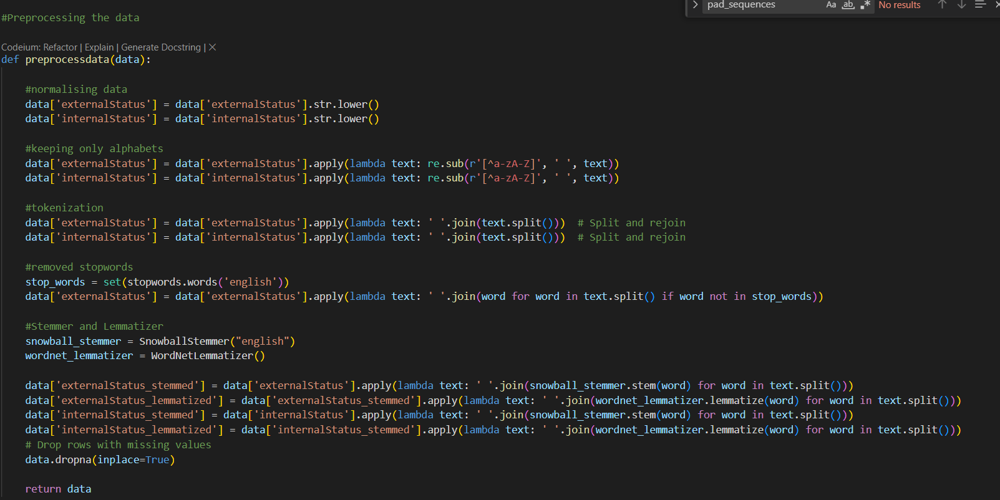 pad_sequences Aa ab .* No results
#Preprocessing the data
Codeium: Refactor | Explain | Generate Docstring | X
def preprocessdata(data):
    #normalising data
    data['externalStatus'] = data['externalStatus'].str.lower()
    data['internalStatus'] = data['internalStatus'].str.lower()
    #keeping only alphabets
    data['externalStatus'] = data['externalStatus'].apply(lambda text: re.sub(r'[^a-zA-Z]', ' ', text))
    data['internalStatus'] = data['internalStatus'].apply(lambda text: re.sub(r'[^a-zA-Z]', ' ', text))
    #tokenization
    data['externalStatus'] = data['externalStatus'].apply(lambda text: ' '.join(text.split()))  # Split and rejoin
    data['internalStatus'] = data['internalStatus'].apply(lambda text: ' '.join(text.split()))  # Split and rejoin
    #removed stopwords
    stop_words = set(stopwords.words('english'))
    data['externalStatus'] = data['externalStatus'].apply(lambda text: ' '.join(word for word in text.split() if word not in stop_words))
    #Stemmer and Lemmatizer
    snowball_stemmer = SnowballStemmer("english")
    wordnet_lemmatizer = WordNetLemmatizer()
    data['externalStatus_stemmed'] = data['externalStatus'].apply(lambda text: ' '.join(snowball_stemmer.stem(word) for word in text.split()))
    data['externalStatus_lemmatized'] = data['externalStatus_stemmed'].apply(lambda text: ' '.join(wordnet_lemmatizer.lemmatize(word) for word in text.split()))
    data['internalStatus_stemmed'] = data['internalStatus'].apply(lambda text: ' '.join(snowball_stemmer.stem(word) for word in text.split()))
    data['internalStatus_lemmatized'] = data['internalStatus_stemmed'].apply(lambda text: ' '.join(wordnet_lemmatizer.lemmatize(word) for word in text.split()))
    # Drop rows with missing values
    data.dropna(inplace=True)
    return data